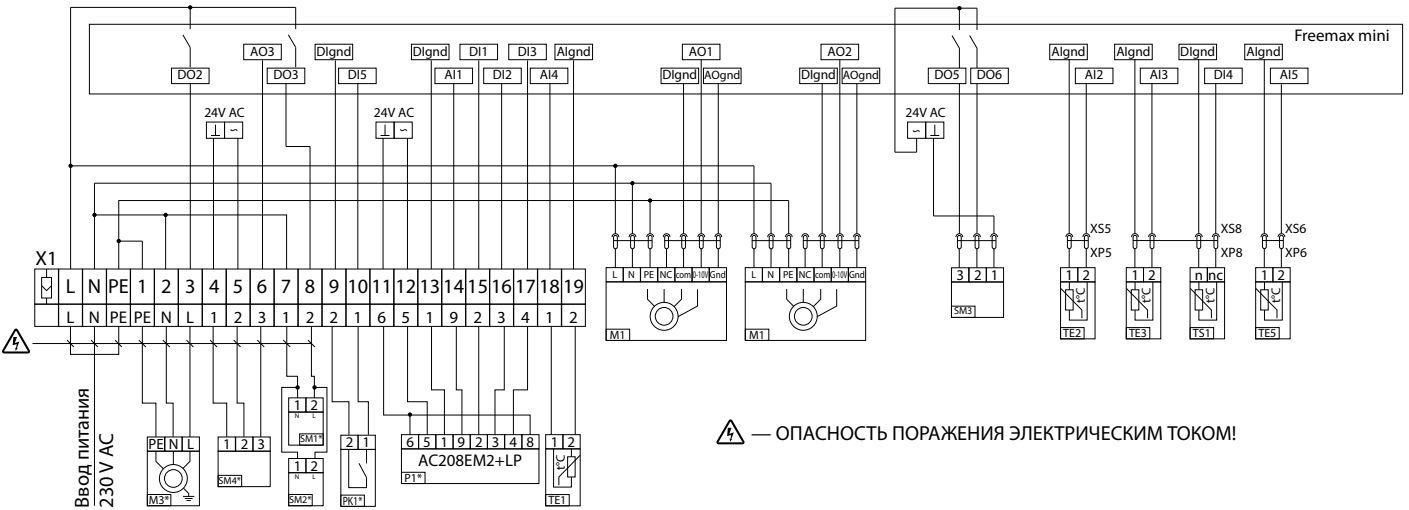 Freemax mini
AO3 DIgnd DIgnd DI1 DI3 AIgnd AO1 AO2 AIgnd AIgnd DIgnd AIgnd
DO2 DO3 DI5 AI1 DI2 AI4 DIgnd AOgnd DIgnd AOgnd DO5 DO6 AI2 AI3 DI4 AI5
24V AC 24V AC 24V AC
⊥ ~ ⊥ ~ ~ ⊥
XS5 XS8 XS6
XP5 XP8 XP6
X1
L N PE 1 2 3 4 5 6 7 8 9 10 11 12 13 14 15 16 17 18 19
L N PE PE N L 1 2 3 1 2 2 1 6 5 1 9 2 3 4 1 2
L N PE NC com 0-10V Gnd
M1
L N PE NC com 0-10V Gnd
M1
3 2 1
SM3
1 2
t°C
TE2
1 2
t°C
TE3
n nc
t°C
TS1
1 2
t°C
TE5
Ввод питания
230 V AC
PE N L
M3*
1 2 3
SM4*
1 2
N L
SM1*
1 2
N L
SM2*
2 1
PK1*
6 5 1 9 2 3 4 8
AC208EM2+LP
P1*
1 2
t°C
TE1
— ОПАСНОСТЬ ПОРАЖЕНИЯ ЭЛЕКТРИЧЕСКИМ ТОКОМ!